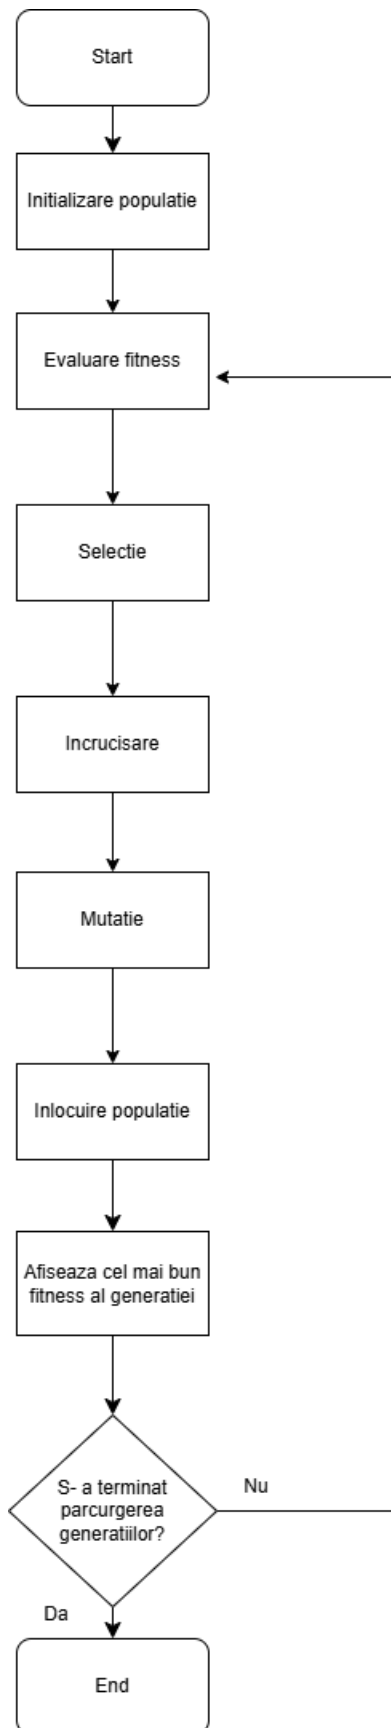 Start
Initializare populatie
Evaluare fitness
Selectie
Incrucisare
Mutatie
Inlocuire populatie
Afiseaza cel mai bun
fitness al generatiei
S- a terminat
parcurgerea
generatiilor?
Nu
Da
End